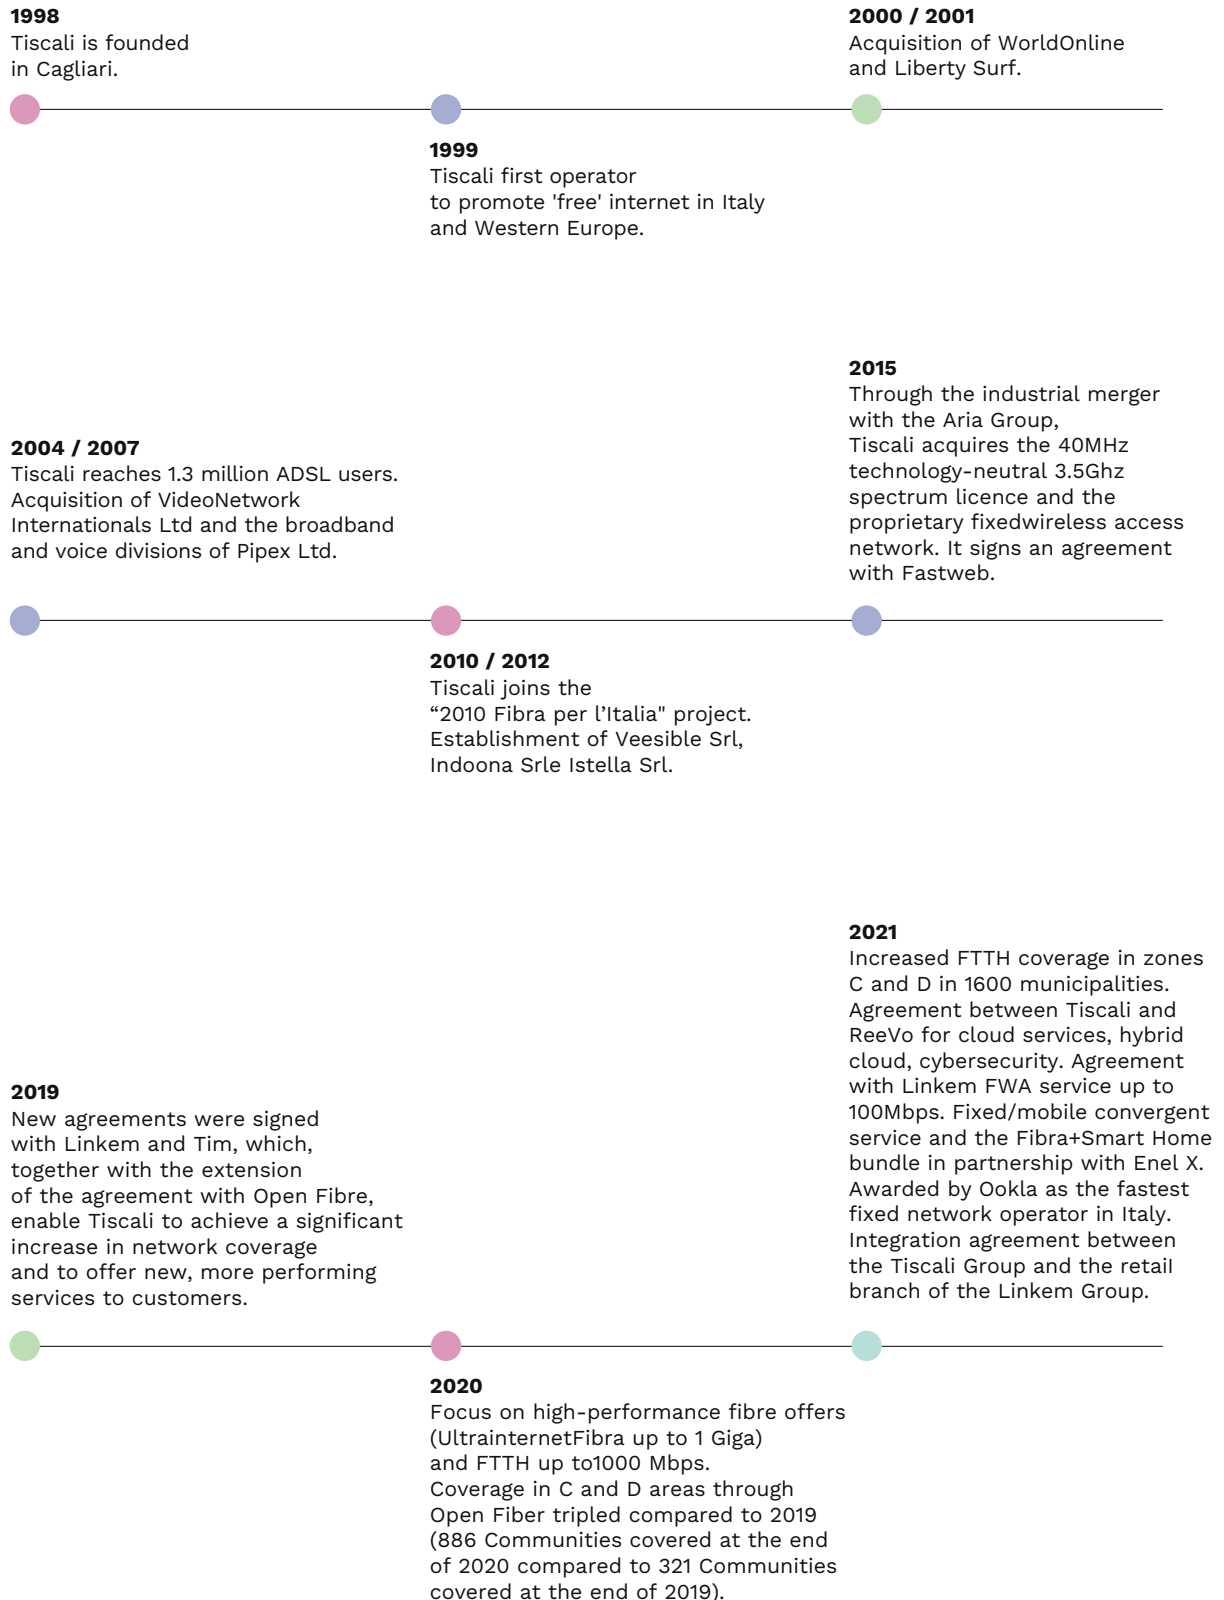 1998
Tiscali is founded
in Cagliari.
1999
Tiscali first operator
to promote 'free' internet in Italy
and Western Europe.
2000 / 2001
Acquisition of WorldOnline
and Liberty Surf.
2004 / 2007
Tiscali reaches 1.3 million ADSL users.
Acquisition of VideoNetwork
Internationals Ltd and the broadband
and voice divisions of Pipex Ltd.
2010 / 2012
Tiscali joins the
“2010 Fibra per l’Italia" project.
Establishment of Veesible Srl,
Indoona Srle Istella Srl.
2015
Through the industrial merger
with the Aria Group,
Tiscali acquires the 40MHz
technology-neutral 3.5Ghz
spectrum licence and the
proprietary fixedwireless access
network. It signs an agreement
with Fastweb.
2019
New agreements were signed
with Linkem and Tim, which,
together with the extension
of the agreement with Open Fibre,
enable Tiscali to achieve a significant
increase in network coverage
and to offer new, more performing
services to customers.
2020
Focus on high-performance fibre offers
(UltrainternetFibra up to 1 Giga)
and FTTH up to1000 Mbps.
Coverage in C and D areas through
Open Fiber tripled compared to 2019
(886 Communities covered at the end
of 2020 compared to 321 Communities
covered at the end of 2019).
2021
Increased FTTH coverage in zones
C and D in 1600 municipalities.
Agreement between Tiscali and
ReeVo for cloud services, hybrid
cloud, cybersecurity. Agreement
with Linkem FWA service up to
100Mbps. Fixed/mobile convergent
service and the Fibra+Smart Home
bundle in partnership with Enel X.
Awarded by Ookla as the fastest
fixed network operator in Italy.
Integration agreement between
the Tiscali Group and the retail
branch of the Linkem Group.